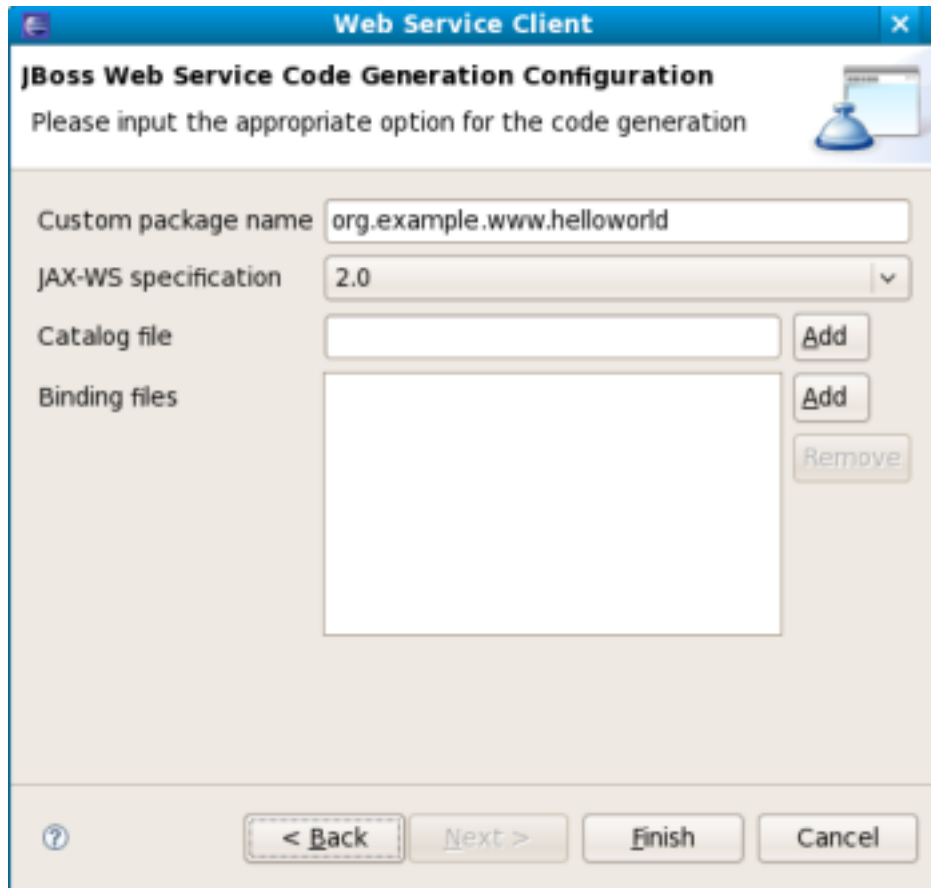 Web Service Client
JBoss Web Service Code Generation Configuration
Please input the appropriate option for the code generation
Custom package name org.example.www.helloworld
JAX-WS specification 2.0
Catalog file Add
Binding files Add
Remove
< Back Next > Finish Cancel